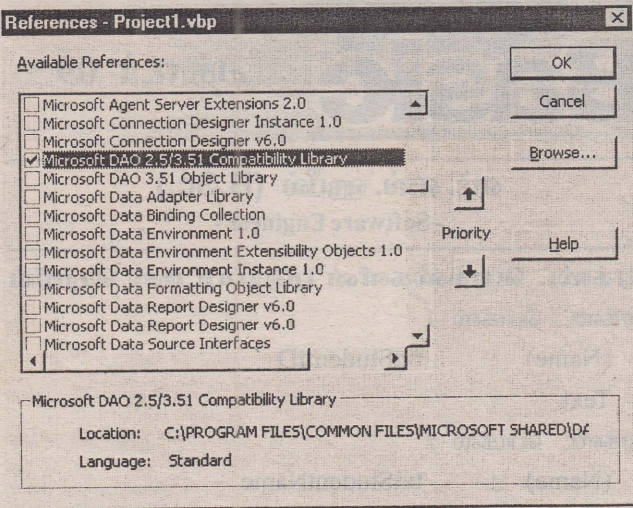 References - Project1.vbp
Available References:
Microsoft Agent Server Extensions 2.0
Microsoft Connection Designer Instance 1.0
Microsoft Connection Designer v6.0
Microsoft DAO 2.5/3.51 Compatibility Library
Microsoft DAO 3.51 Object Library
Microsoft Data Adapter Library
Microsoft Data Binding Collection
Microsoft Data Environment 1.0
Microsoft Data Environment Extensibility Objects 1.0
Microsoft Data Environment Instance 1.0
Microsoft Data Formatting Object Library
Microsoft Data Report Designer v6.0
Microsoft Data Report Designer v6.0
Microsoft Data Source Interfaces
OK
Cancel
Browse...
Priority
Help
Microsoft DAO 2.5/3.51 Compatibility Library
Location: C:\PROGRAM FILES\COMMON FILES\MICROSOFT SHARED\DA
Language: Standard